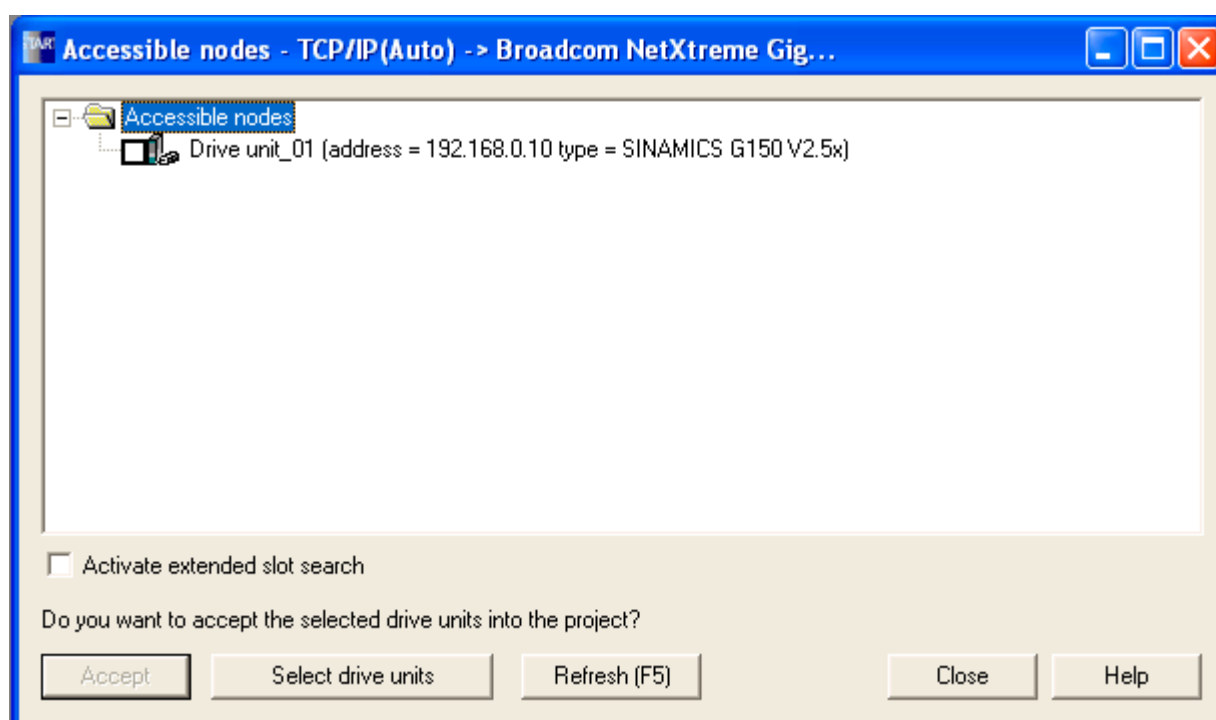 Accessible nodes - TCP/IP(Auto) -> Broadcom NetXtreme Gig...
Accessible nodes
Drive unit_01 (address = 192.168.0.10 type = SINAMICS G150 V2.5x)
Activate extended slot search
Do you want to accept the selected drive units into the project?
Accept Select drive units Refresh (F5) Close Help